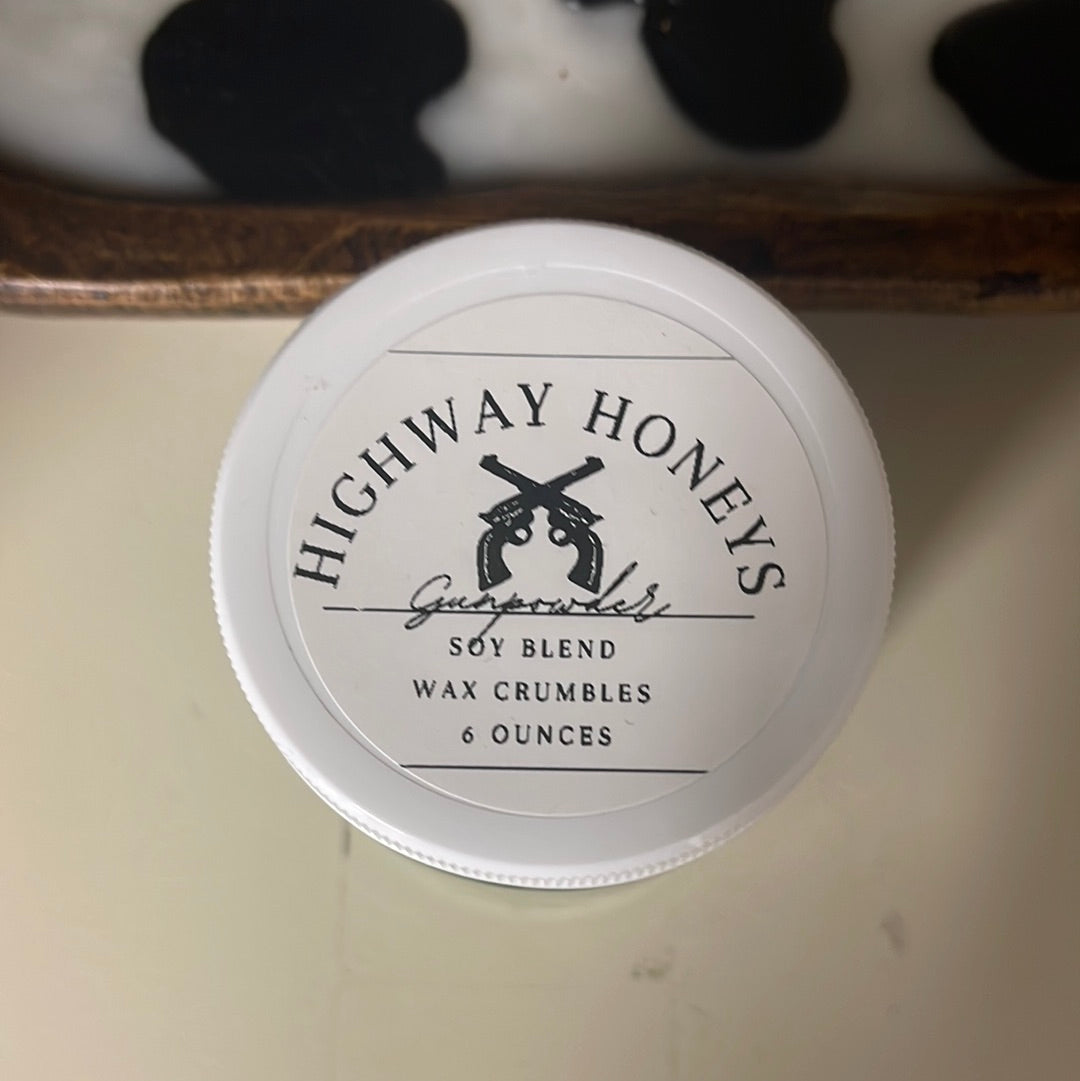 HIGHWAY HONEYS
Gunpowder
SOY BLEND
WAX CRUMBLES
6 OUNCES